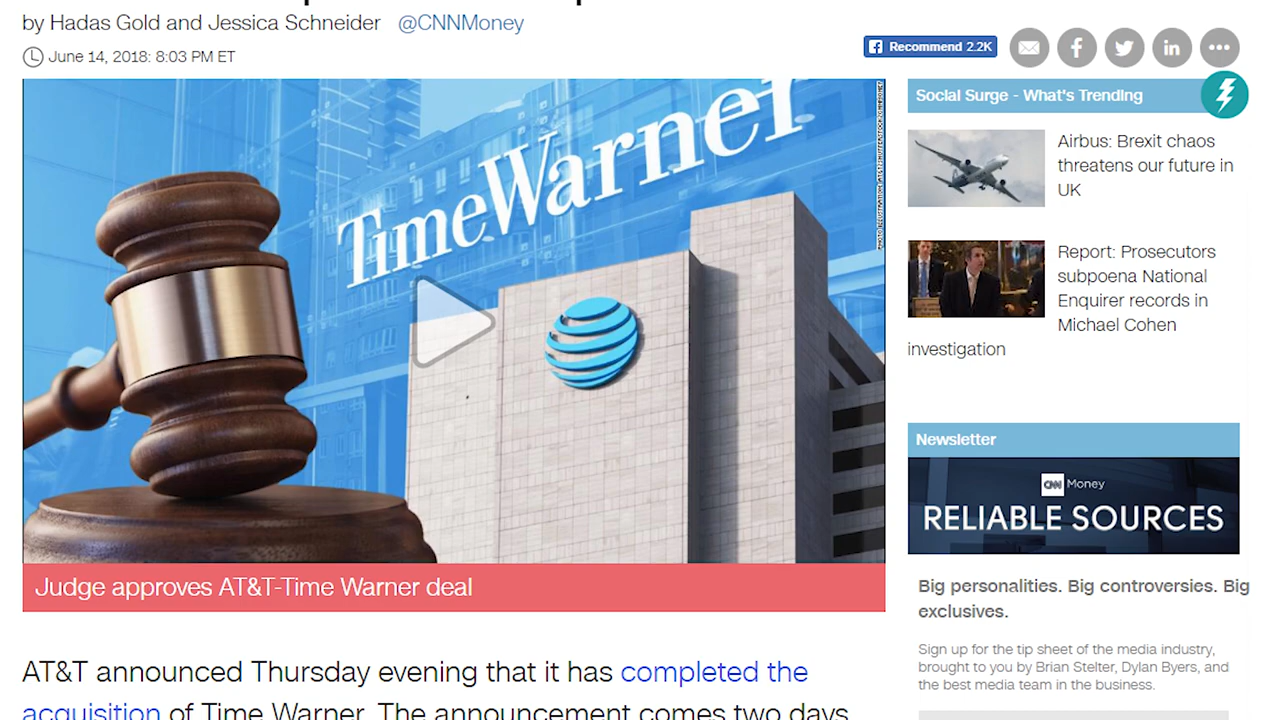 by Hadas Gold and Jessica Schneider @CNNMoney
June 14, 2018: 8:03 PM ET
Recommend 2.2K
TimeWarner
Judge approves AT&T-Time Warner deal
AT&T announced Thursday evening that it has completed the
acquisition of Time Warner. The announcement comes two days
Social Surge - What's Trending
Airbus: Brexit chaos
threatens our future in
UK
Report: Prosecutors
subpoena National
Enquirer records in
Michael Cohen
investigation
Newsletter
CNN Money
RELIABLE SOURCES
Big personalities. Big controversies. Big
exclusives.
Sign up for the tip sheet of the media industry,
brought to you by Brian Stelter, Dylan Byers, and
the best media team in the business.